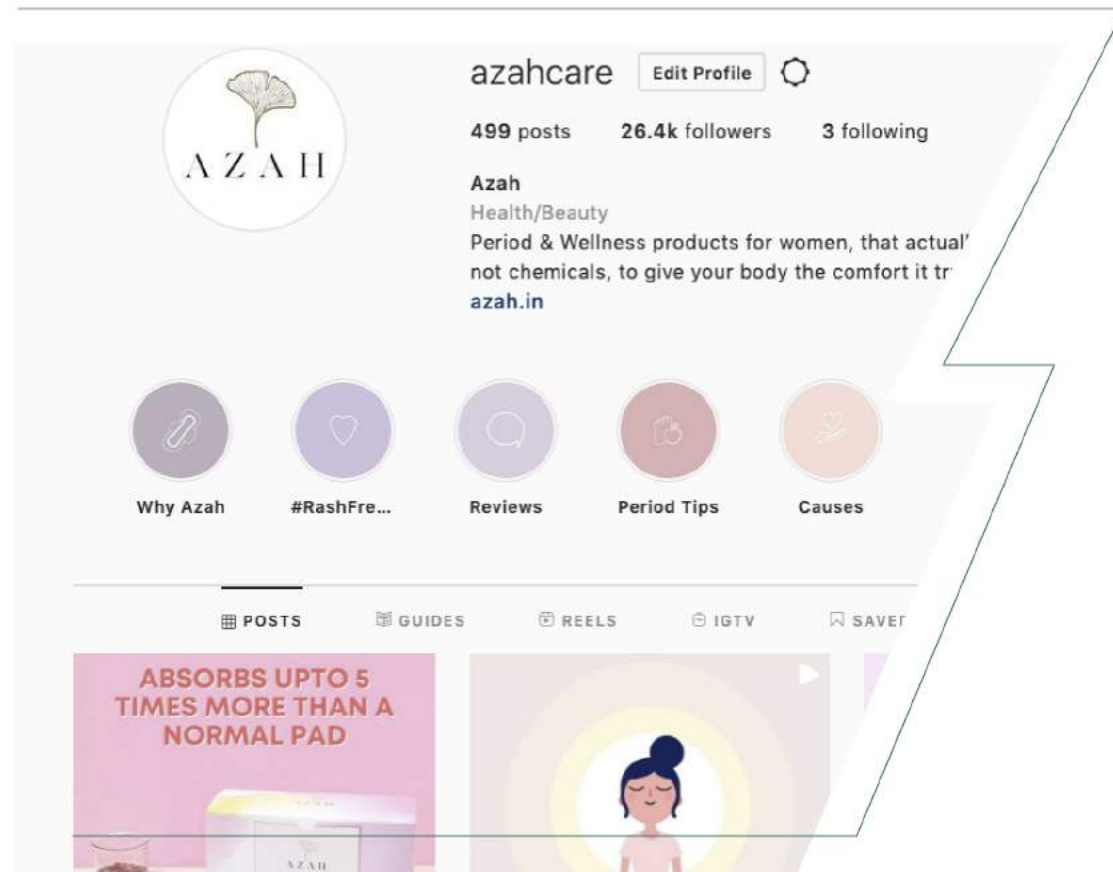 AZAH
azahcare Edit Profile
499 posts 26.4k followers 3 following
Azah
Health/Beauty
Period & Wellness products for women, that actual
not chemicals, to give your body the comfort it
azah.in
Why Azah #RashFre... Reviews Period Tips Causes
POSTS GUIDES REELS IGTV SAVED
ABSORBS UPTO 5
TIMES MORE THAN A
NORMAL PAD
AZAH